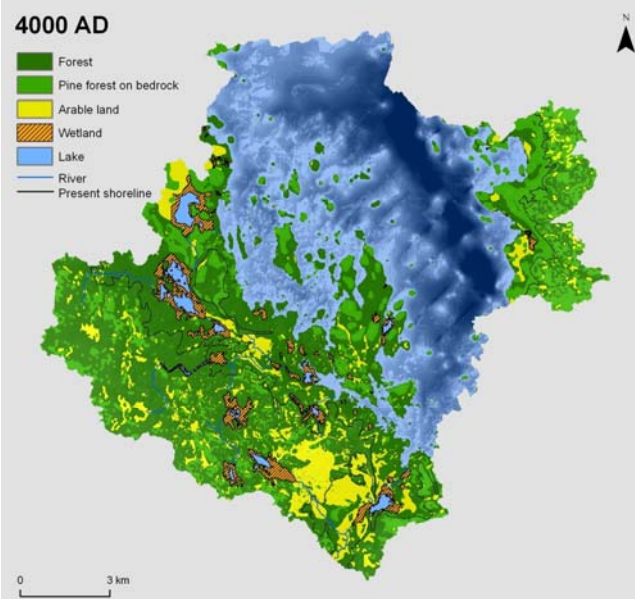 4000 AD
N
Forest
Pine forest on bedrock
Arable land
Wetland
Lake
River
Present shoreline
0 3 km